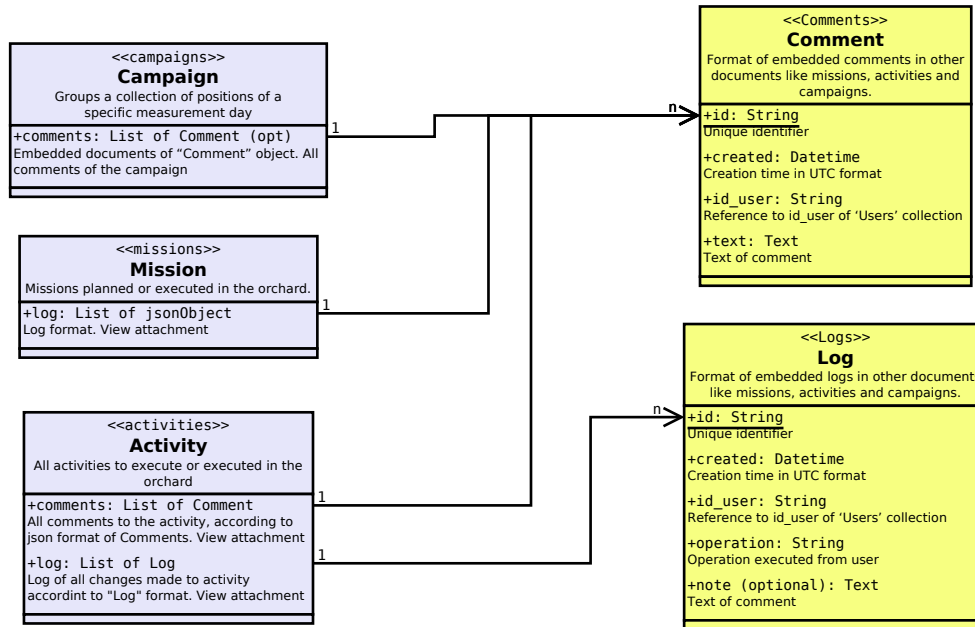 <<campaigns>>
Campaign
Groups a collection of positions of a
specific measurement day
+comments: List of Comment (opt)
Embedded documents of “Comment” object. All
comments of the campaign
1
<<missions>>
Mission
Missions planned or executed in the orchard.
+log: List of jsonObject
Log format. View attachment
1
<<activities>>
Activity
All activities to execute or executed in the
orchard
+comments: List of Comment
All comments to the activity, according to
json format of Comments. View attachment
+log: List of Log
Log of all changes made to activity
accordint to "Log" format. View attachment
1
1
n
<<Comments>>
Comment
Format of embedded comments in other
documents like missions, activities and
campaigns.
+id: String
Unique identifier
+created: Datetime
Creation time in UTC format
+id_user: String
Reference to id_user of ‘Users’ collection
+text: Text
Text of comment
n
<<Logs>>
Log
Format of embedded logs in other document
like missions, activities and campaigns.
+id: String
Unique identifier
+created: Datetime
Creation time in UTC format
+id_user: String
Reference to id_user of ‘Users’ collection
+operation: String
Operation executed from user
+note (optional): Text
Text of comment